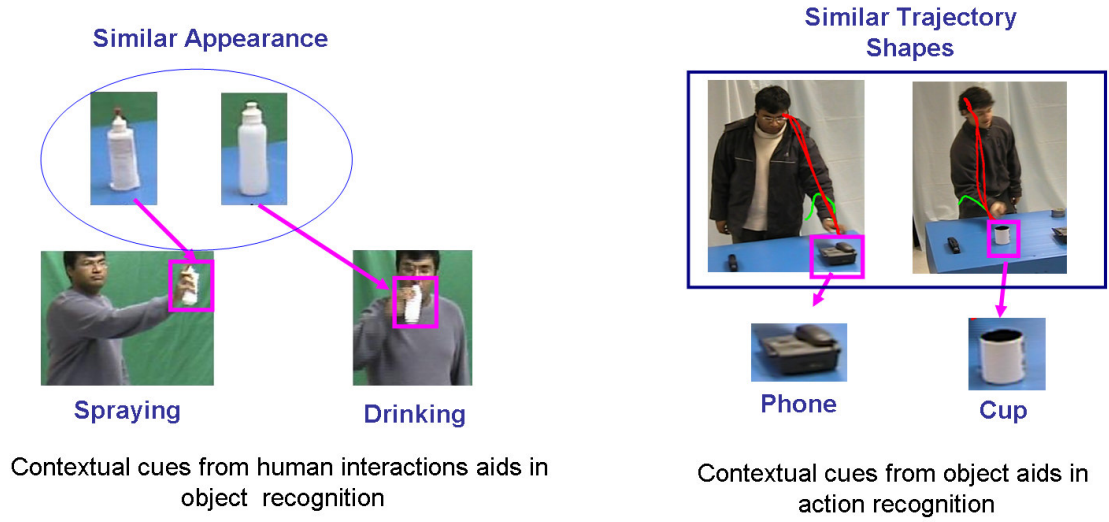 Similar Appearance
Spraying
Drinking
Contextual cues from human interactions aids in
object recognition
Similar Trajectory
Shapes
Phone
Cup
Contextual cues from object aids in
action recognition